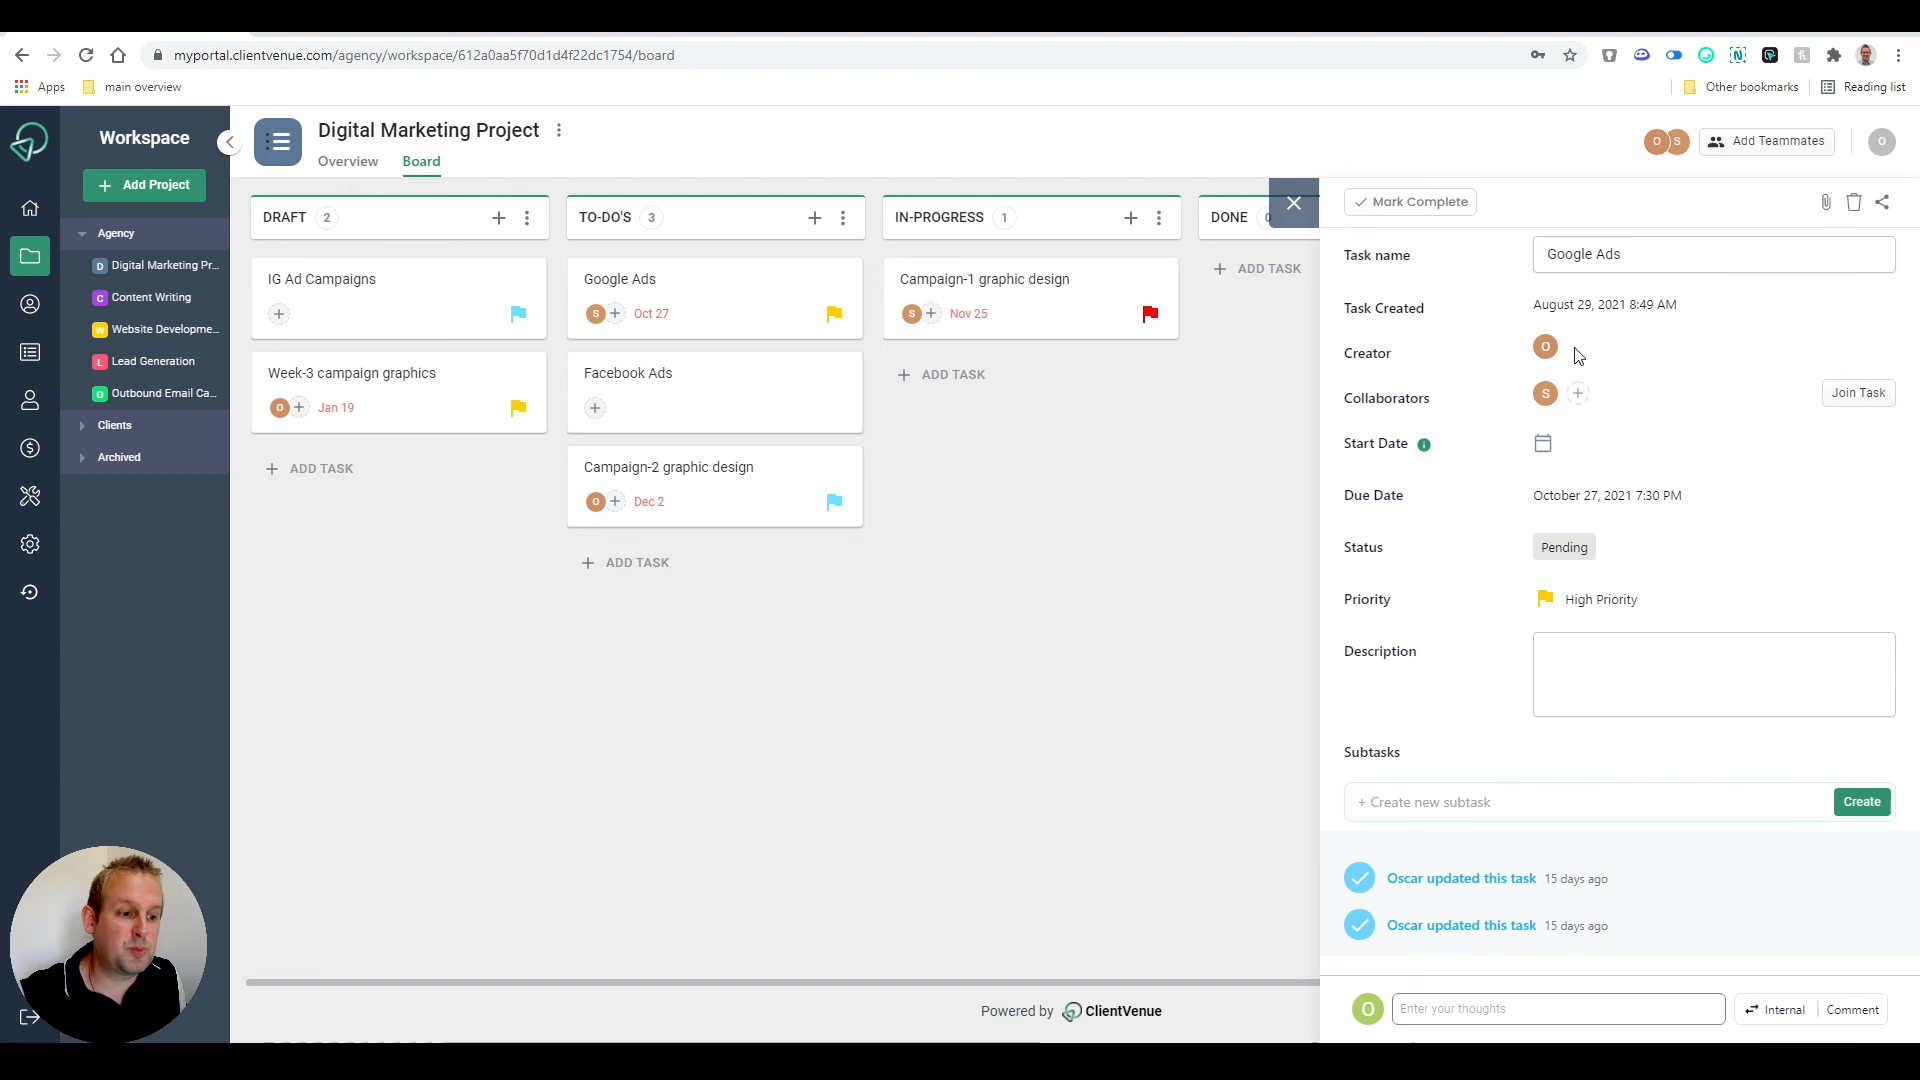 myportal.clientvenue.com/agency/workspace/612a0aa5f70d1d4f22dc1754/board
Apps
main overview
Other bookmarks
Reading list
Workspace
Add Project
Agency
D Digital Marketing Pr...
C Content Writing
W Website Developme...
L Lead Generation
O Outbound Email Ca...
Clients
Archived
Digital Marketing Project
Overview
Board
O S
Add Teammates
O
DRAFT 2
IG Ad Campaigns
Week-3 campaign graphics
O Jan 19
ADD TASK
TO-DO'S 3
Google Ads
S Oct 27
Facebook Ads
Campaign-2 graphic design
O Dec 2
ADD TASK
IN-PROGRESS 1
Campaign-1 graphic design
S Nov 25
ADD TASK
DONE 0
ADD TASK
Mark Complete
Task name
Google Ads
Task Created
August 29, 2021 8:49 AM
Creator
O
Collaborators
S
Join Task
Start Date
Due Date
October 27, 2021 7:30 PM
Status
Pending
Priority
High Priority
Description
Subtasks
+ Create new subtask
Create
Oscar updated this task 15 days ago
Oscar updated this task 15 days ago
O
Enter your thoughts
Internal
Comment
Powered by ClientVenue